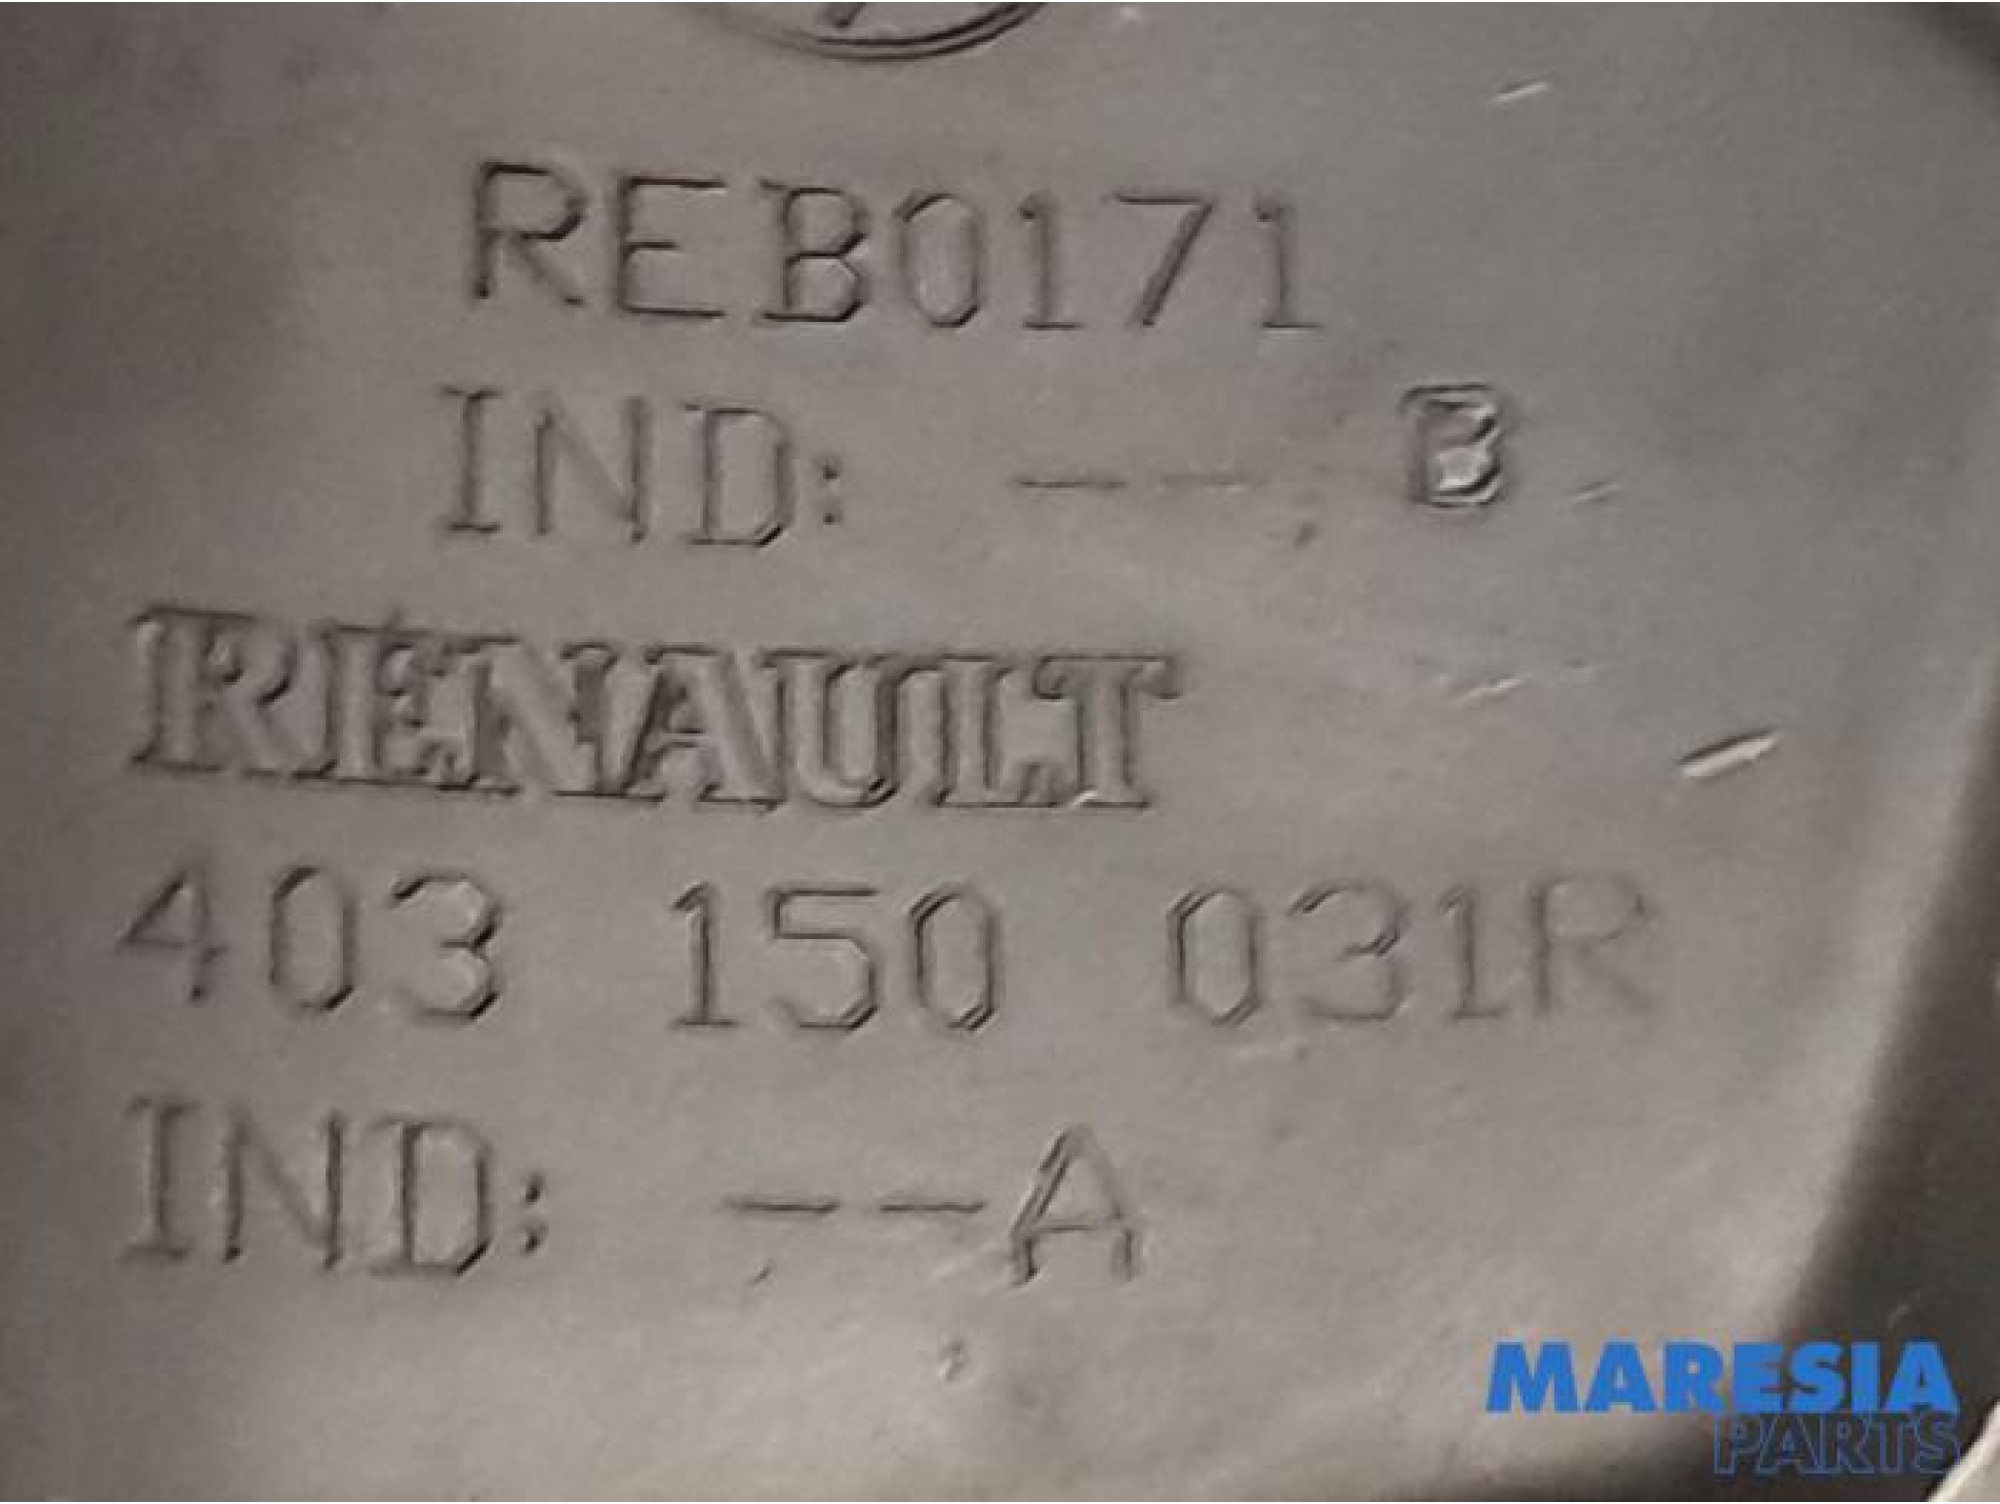 REB0171
IND: -- B
RENAULT
403 150 031R
IND: --A
MARESIA
PARTS